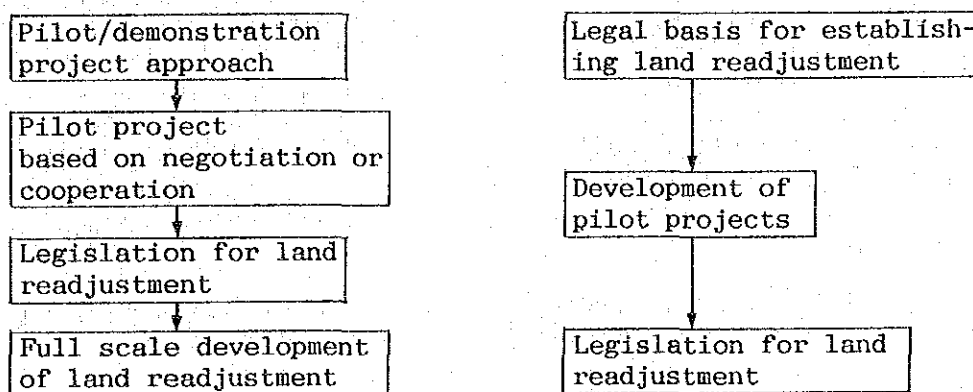 Pilot/demonstration
project approach
Pilot project
based on negotiation or
cooperation
Legislation for land
readjustment
Full scale development
of land readjustment
Legal basis for establish-
ing land readjustment
Development of
pilot projects
Legislation for land
readjustment